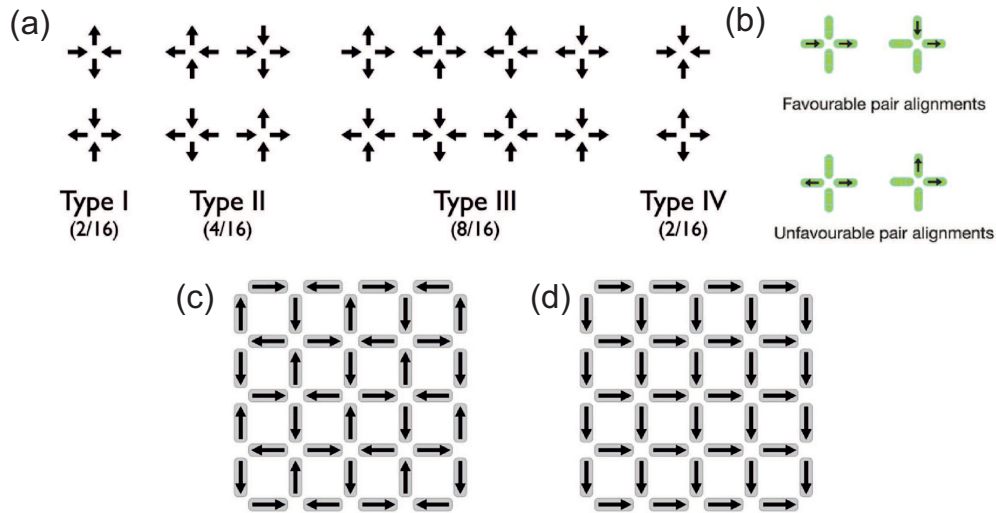 (a)
Type I
(2/16)
Type II
(4/16)
Type III
(8/16)
Type IV
(2/16)
(b)
Favourable pair alignments
Unfavourable pair alignments
(c)
(d)